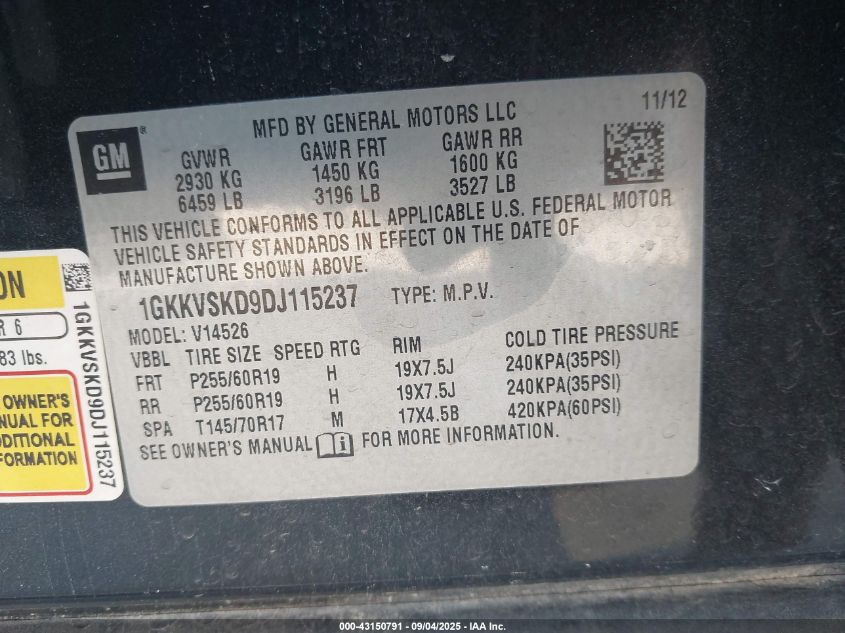 11/12
MFD BY GENERAL MOTORS LLC
GM®
GVWR GAWR FRT GAWR RR
2930 KG 1450 KG 1600 KG
6459 LB 3196 LB 3527 LB
THIS VEHICLE CONFORMS TO ALL APPLICABLE U.S. FEDERAL MOTOR
VEHICLE SAFETY STANDARDS IN EFFECT ON THE DATE OF
MANUFACTURE SHOWN ABOVE.
1GKKVSKD9DJ115237 TYPE: M.P.V.
MODEL: V14526
VBBL TIRE SIZE SPEED RTG RIM COLD TIRE PRESSURE
FRT P255/60R19 H 19X7.5J 240KPA(35PSI)
RR P255/60R19 H 19X7.5J 240KPA(35PSI)
SPA T145/70R17 M 17X4.5B 420KPA(60PSI)
SEE OWNER'S MANUAL i FOR MORE INFORMATION.
ON
R 6
83 lbs.
OWNER'S
NUAL FOR
DDITIONAL
FORMATION
1GKKVSKD9DJ115237
000-43150791 - 09/04/2025 - IAA Inc.